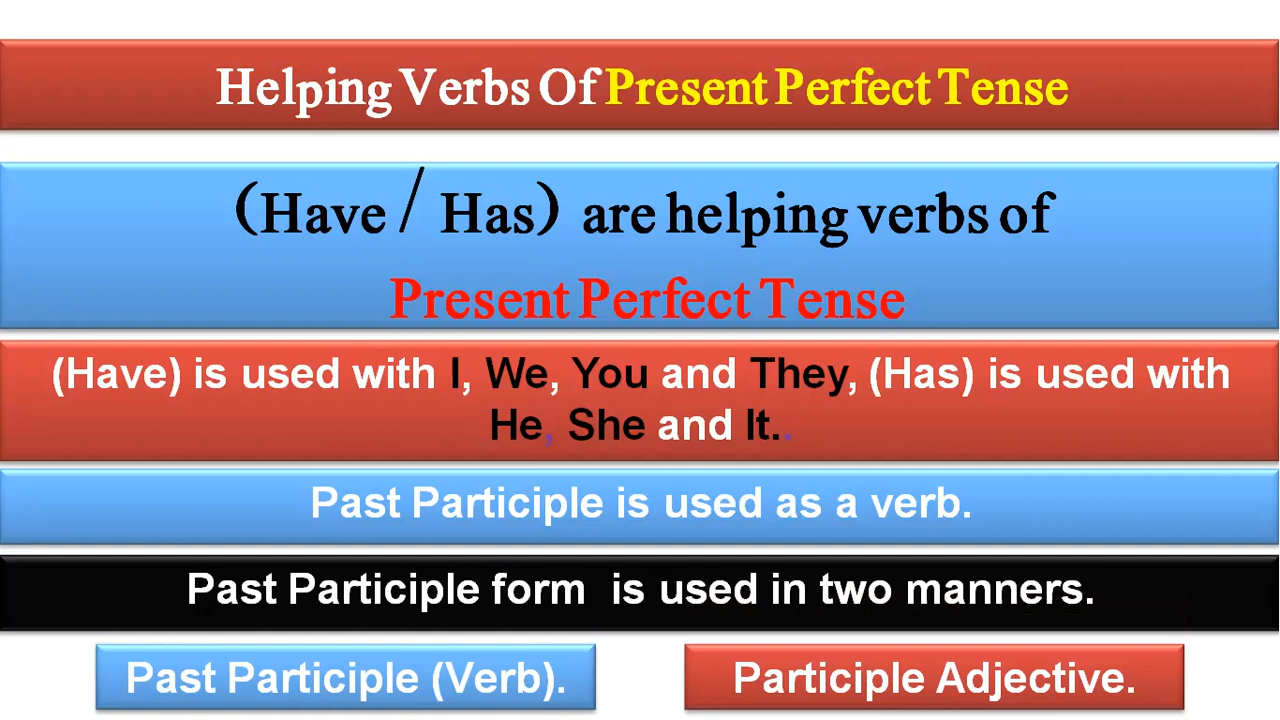 Helping Verbs Of Present Perfect Tense
(Have / Has) are helping verbs of
Present Perfect Tense
(Have) is used with I, We, You and They, (Has) is used with
He, She and It..
Past Participle is used as a verb.
Past Participle form  is used in two manners.
Past Participle (Verb).
Participle Adjective.